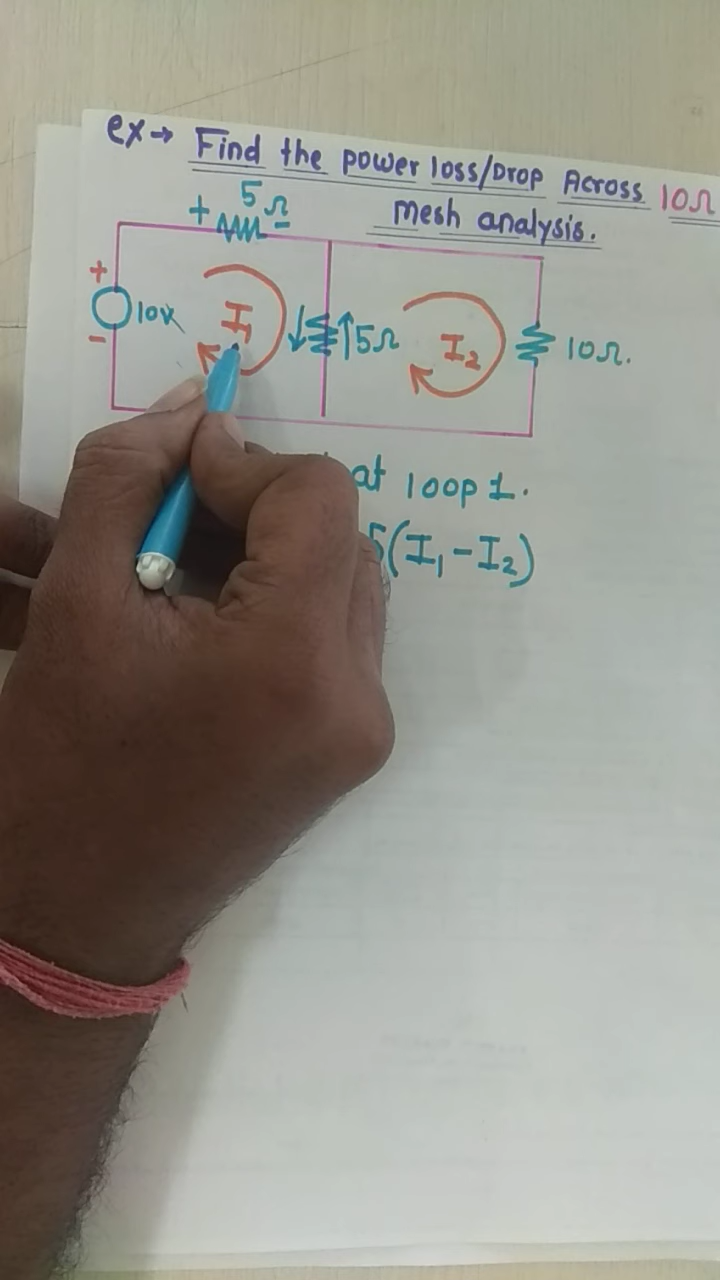 ex→ Find the power loss/Drop Across 10Ω
mesh analysis.
+ 5Ω -
+
10V
-
I₁
5Ω
I₂
10Ω.
at loop 1.
5(I₁-I₂)